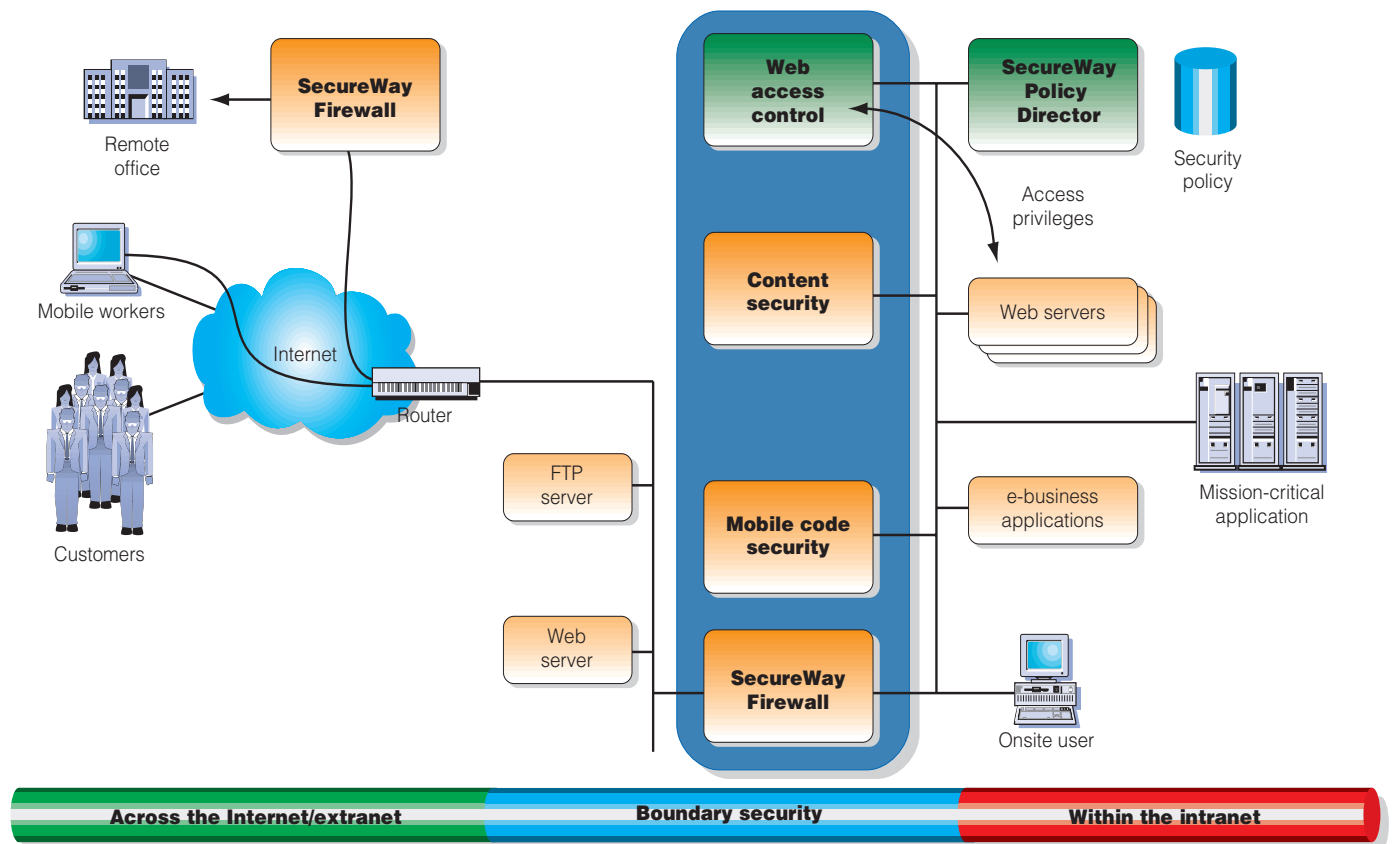 Web
access
control
SecureWay
Policy
Director
SecureWay
Firewall
Remote
office
Security
policy
Access
privileges
Mobile workers
Content
security
Web servers
Internet
Router
Customers
FTP
server
Mobile code
security
e-business
applications
Mission-critical
application
Web
server
SecureWay
Firewall
Onsite user
Across the Internet/extranet
Boundary security
Within the intranet